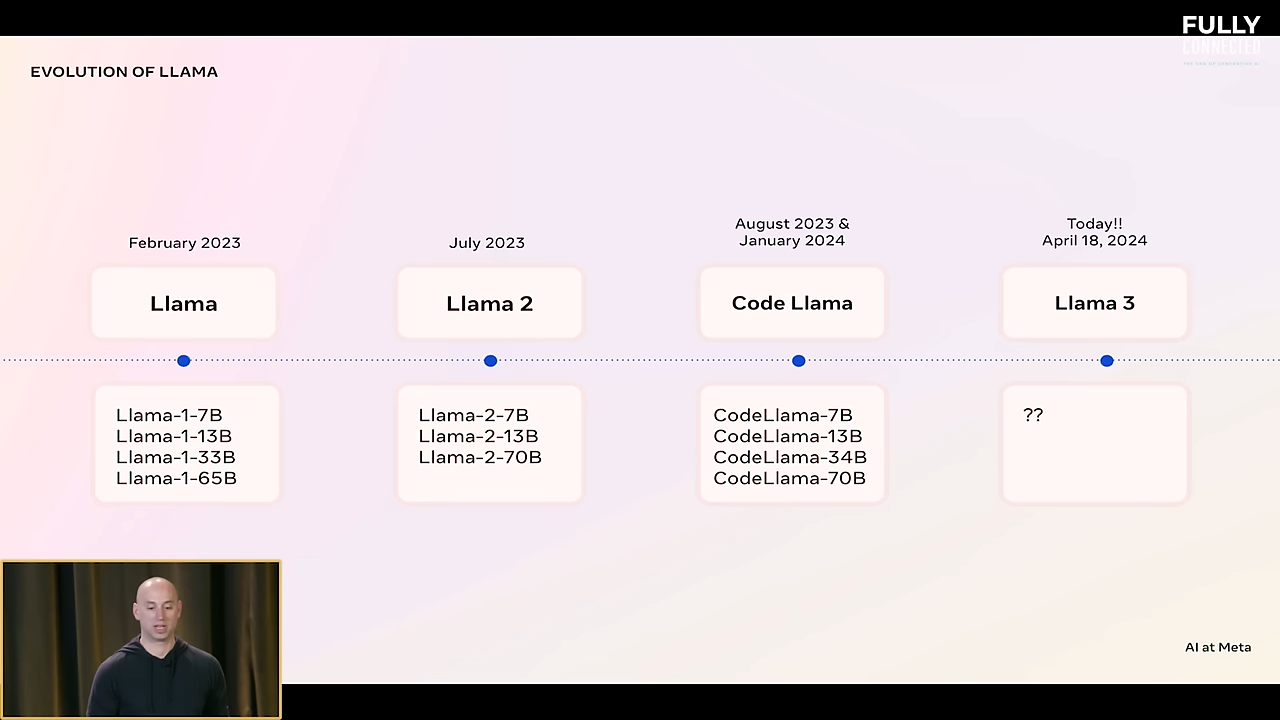 FULLY
CONNECTED
EVOLUTION OF LLAMA
February 2023
Llama
Llama-1-7B
Llama-1-13B
Llama-1-33B
Llama-1-65B
July 2023
Llama 2
Llama-2-7B
Llama-2-13B
Llama-2-70B
August 2023 &
January 2024
Code Llama
CodeLlama-7B
CodeLlama-13B
CodeLlama-34B
CodeLlama-70B
Today!!
April 18, 2024
Llama 3
??
AI at Meta